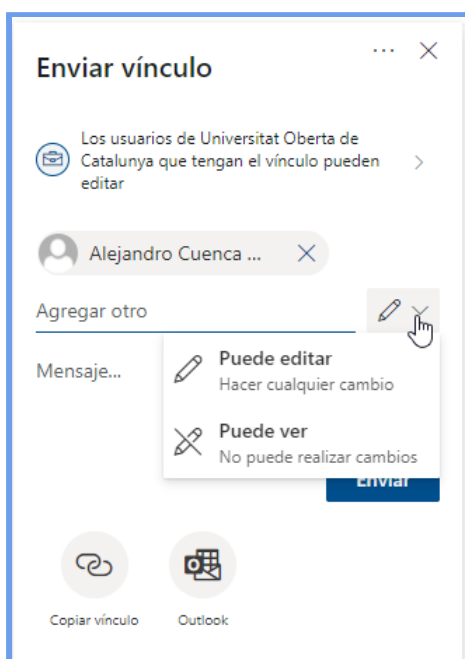 Enviar vínculo
Los usuarios de Universitat Oberta de
Catalunya que tengan el vínculo pueden
editar
Alejandro Cuenca ...
Agregar otro
Mensaje...
Puede editar
Hacer cualquier cambio
Puede ver
No puede realizar cambios
Enviar
Copiar vínculo
Outlook